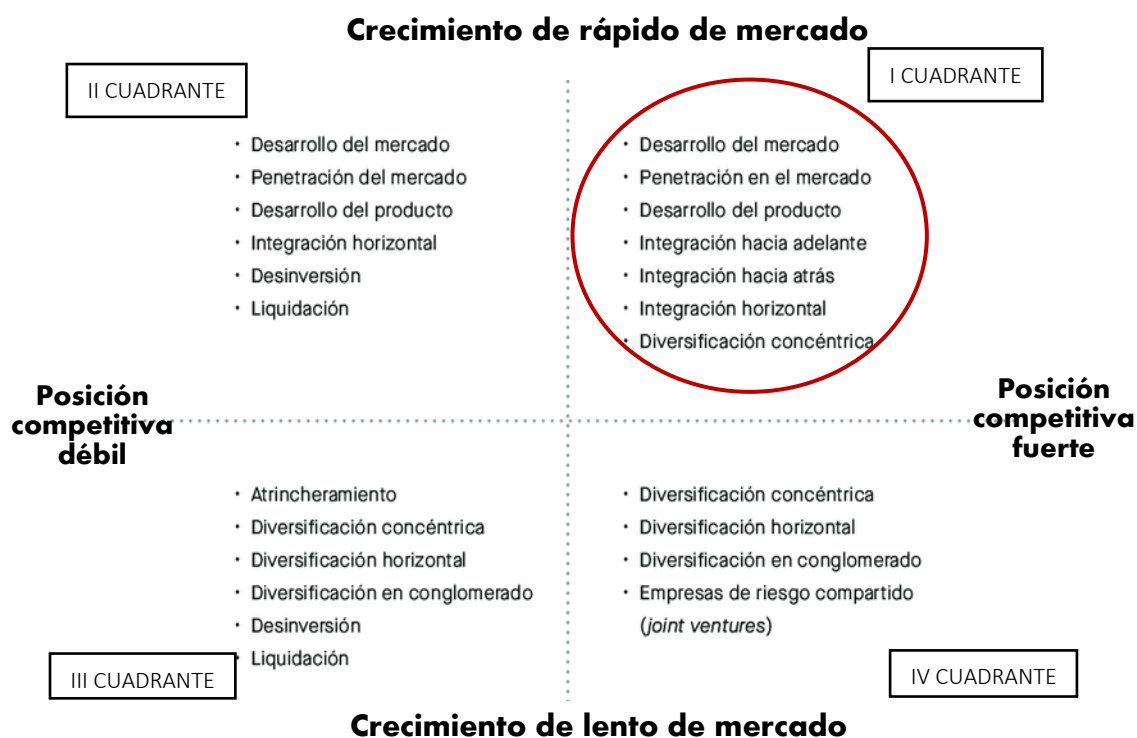 Crecimiento de rápido de mercado
II CUADRANTE
I CUADRANTE
· Desarrollo del mercado
· Penetración del mercado
· Desarrollo del producto
· Integración horizontal
· Desinversión
· Liquidación
· Desarrollo del mercado
· Penetración en el mercado
· Desarrollo del producto
· Integración hacia adelante
· Integración hacia atrás
· Integración horizontal
· Diversificación concéntrica
Posición
competitiva
débil
Posición
competitiva
fuerte
· Atrincheramiento
· Diversificación concéntrica
· Diversificación horizontal
· Diversificación en conglomerado
· Desinversión
· Liquidación
· Diversificación concéntrica
· Diversificación horizontal
· Diversificación en conglomerado
· Empresas de riesgo compartido
(joint ventures)
III CUADRANTE
IV CUADRANTE
Crecimiento de lento de mercado